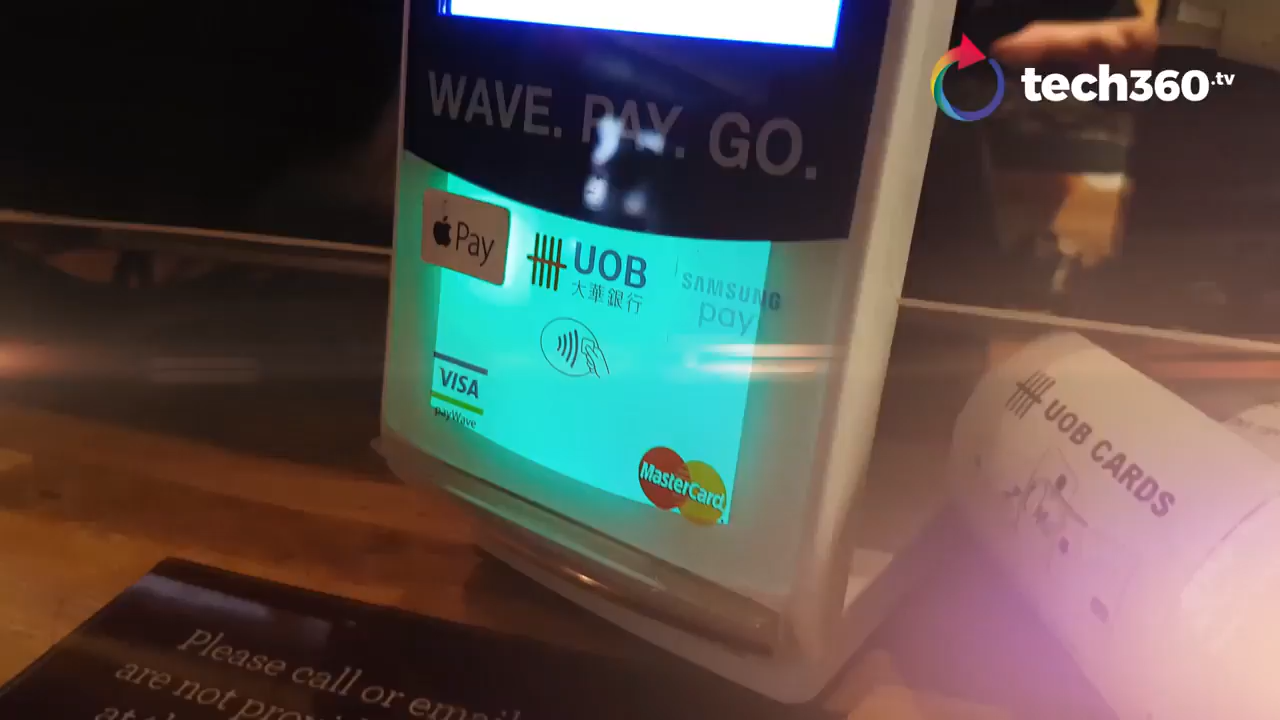 tech360.tv
WAVE. PAY. GO.
Pay
UOB
大華銀行
SAMSUNG
pay
VISA
payWave
MasterCard
UOB CARDS
Please call or email
are not
at